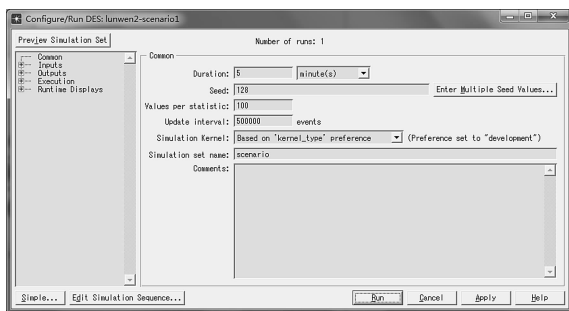 Configure/Run DES: lunwen2-scenario1
Preview Simulation Set
Number of runs: 1
Common
Inputs
Outputs
Execution
Runtime Displays
Common
Duration: 5 minute(s)
Seed: 128 Enter Multiple Seed Values...
Values per statistic: 100
Update interval: 500000 events
Simulation Kernel: Based on 'kernel_type' preference (Preference set to "development")
Simulation set name: scenario
Comments:
Simple... Edit Simulation Sequence... Run Cancel Apply Help